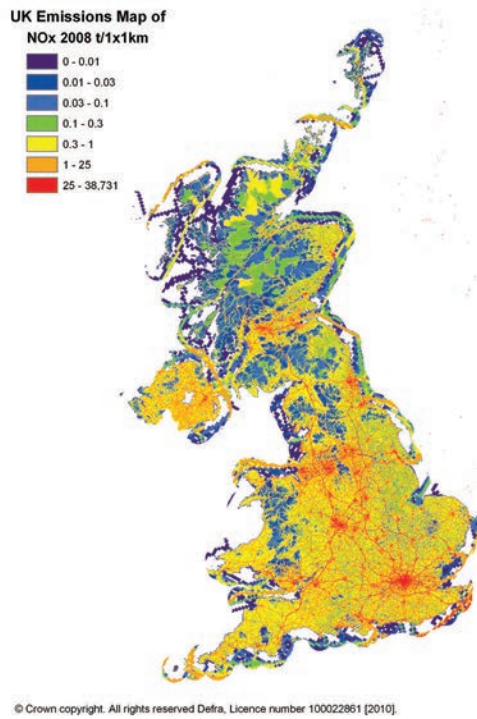 UK Emissions Map of
NOx 2008 t/1x1km
0 - 0.01
0.01 - 0.03
0.03 - 0.1
0.1 - 0.3
0.3 - 1
1 - 25
25 - 38,731
© Crown copyright. All rights reserved Defra, Licence number 100022861 [2010].